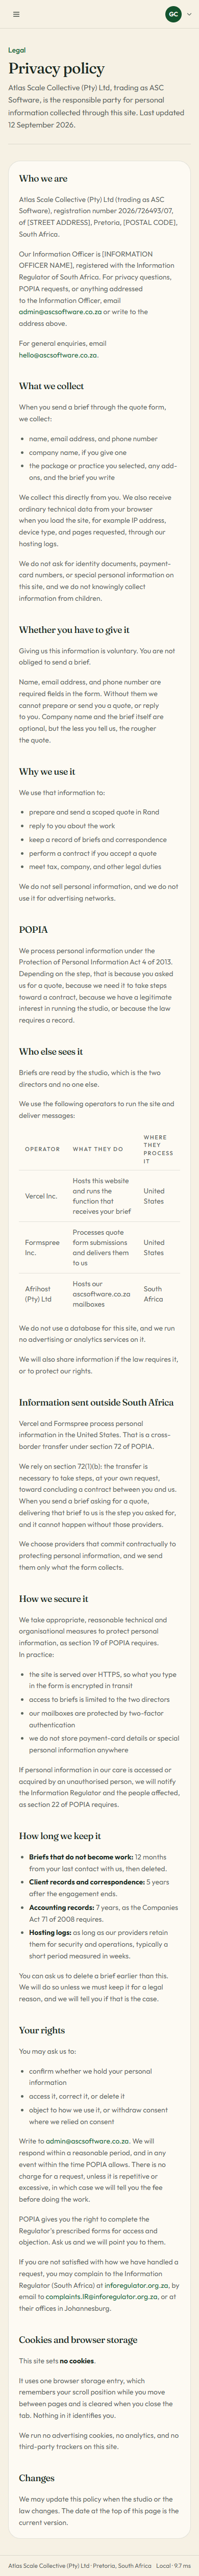 GC
Legal
Privacy policy
Atlas Scale Collective (Pty) Ltd, trading as ASC
Software, is the responsible party for personal
information collected through this site. Last updated
12 September 2026.
Who we are
Atlas Scale Collective (Pty) Ltd (trading as ASC
Software), registration number 2026/726493/07,
of [STREET ADDRESS], Pretoria, [POSTAL CODE],
South Africa.
Our Information Officer is [INFORMATION
OFFICER NAME], registered with the Information
Regulator of South Africa. For privacy questions,
POPIA requests, or anything addressed
to the Information Officer, email
admin@ascsoftware.co.za or write to the
address above.
For general enquiries, email
hello@ascsoftware.co.za.
What we collect
When you send a brief through the quote form,
we collect:
• name, email address, and phone number
• company name, if you give one
• the package or practice you selected, any add-
ons, and the brief you write
We collect this directly from you. We also receive
ordinary technical data from your browser
when you load the site, for example IP address,
device type, and pages requested, through our
hosting logs.
We do not ask for identity documents, payment-
card numbers, or special personal information on
this site, and we do not knowingly collect
information from children.
Whether you have to give it
Giving us this information is voluntary. You are not
obliged to send a brief.
Name, email address, and phone number are
required fields in the form. Without them we
cannot prepare or send you a quote, or reply
to you. Company name and the brief itself are
optional, but the less you tell us, the rougher
the quote.
Why we use it
We use that information to:
• prepare and send a scoped quote in Rand
• reply to you about the work
• keep a record of briefs and correspondence
• perform a contract if you accept a quote
• meet tax, company, and other legal duties
We do not sell personal information, and we do not
use it for advertising networks.
POPIA
We process personal information under the
Protection of Personal Information Act 4 of 2013.
Depending on the step, that is because you asked
us for a quote, because we need it to take steps
toward a contract, because we have a legitimate
interest in running the studio, or because the law
requires a record.
Who else sees it
Briefs are read by the studio, which is the two
directors and no one else.
We use the following operators to run the site and
deliver messages:
OPERATOR WHAT THEY DO WHERE THEY PROCESS IT
Vercel Inc. Hosts this website and runs the function that receives your brief United States
Formspree Inc. Processes quote form submissions and delivers them to us United States
Afrihost (Pty) Ltd Hosts our ascsoftware.co.za mailboxes South Africa
We do not use a database for this site, and we run
no advertising or analytics services on it.
We will also share information if the law requires it,
or to protect our rights.
Information sent outside South Africa
Vercel and Formspree process personal
information in the United States. That is a cross-
border transfer under section 72 of POPIA.
We rely on section 72(1)(b): the transfer is
necessary to take steps, at your own request,
toward concluding a contract between you and us.
When you send a brief asking for a quote,
delivering that brief to us is the step you asked for,
and it cannot happen without those providers.
We choose providers that commit contractually to
protecting personal information, and we send
them only what the form collects.
How we secure it
We take appropriate, reasonable technical and
organisational measures to protect personal
information, as section 19 of POPIA requires.
In practice:
• the site is served over HTTPS, so what you type
in the form is encrypted in transit
• access to briefs is limited to the two directors
• our mailboxes are protected by two-factor
authentication
• we do not store payment-card details or special
personal information anywhere
If personal information in our care is accessed or
acquired by an unauthorised person, we will notify
the Information Regulator and the people affected,
as section 22 of POPIA requires.
How long we keep it
• Briefs that do not become work: 12 months
from your last contact with us, then deleted.
• Client records and correspondence: 5 years
after the engagement ends.
• Accounting records: 7 years, as the Companies
Act 71 of 2008 requires.
• Hosting logs: as long as our providers retain
them for security and operations, typically a
short period measured in weeks.
You can ask us to delete a brief earlier than this.
We will do so unless we must keep it for a legal
reason, and we will tell you if that is the case.
Your rights
You may ask us to:
• confirm whether we hold your personal
information
• access it, correct it, or delete it
• object to how we use it, or withdraw consent
where we relied on consent
Write to admin@ascsoftware.co.za. We will
respond within a reasonable period, and in any
event within the time POPIA allows. There is no
charge for a request, unless it is repetitive or
excessive, in which case we will tell you the fee
before doing the work.
POPIA gives you the right to complete the
Regulator's prescribed forms for access and
objection. Ask us and we will point you to them.
If you are not satisfied with how we have handled a
request, you may complain to the Information
Regulator (South Africa) at inforegulator.org.za, by
email to complaints.IR@inforegulator.org.za, or at
their offices in Johannesburg.
Cookies and browser storage
This site sets no cookies.
It uses one browser storage entry, which
remembers your scroll position while you move
between pages and is cleared when you close the
tab. Nothing in it identifies you.
We run no advertising cookies, no analytics, and no
third-party trackers on this site.
Changes
We may update this policy when the studio or the
law changes. The date at the top of this page is the
current version.
Atlas Scale Collective (Pty) Ltd · Pretoria, South Africa Local · 9.7 ms